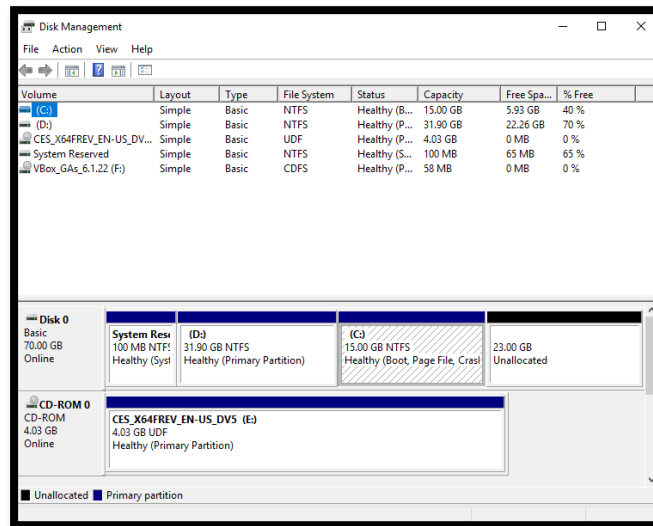 Disk Management
File Action View Help
Volume Layout Type File System Status Capacity Free Spa... % Free
(C:) Simple Basic NTFS Healthy (B... 15.00 GB 5.93 GB 40 %
(D:) Simple Basic NTFS Healthy (P... 31.90 GB 22.26 GB 70 %
CES_X64FREV_EN-US_DV... Simple Basic UDF Healthy (P... 4.03 GB 0 MB 0 %
System Reserved Simple Basic NTFS Healthy (S... 100 MB 65 MB 65 %
VBox_GAs_6.1.22 (F:) Simple Basic CDFS Healthy (P... 58 MB 0 MB 0 %
Disk 0
Basic
70.00 GB
Online
System Rese
100 MB NTFS
Healthy (Syst
(D:)
31.90 GB NTFS
Healthy (Primary Partition)
(C:)
15.00 GB NTFS
Healthy (Boot, Page File, Crash
23.00 GB
Unallocated
CD-ROM 0
CD-ROM
4.03 GB
Online
CES_X64FREV_EN-US_DV5 (E:)
4.03 GB UDF
Healthy (Primary Partition)
Unallocated Primary partition